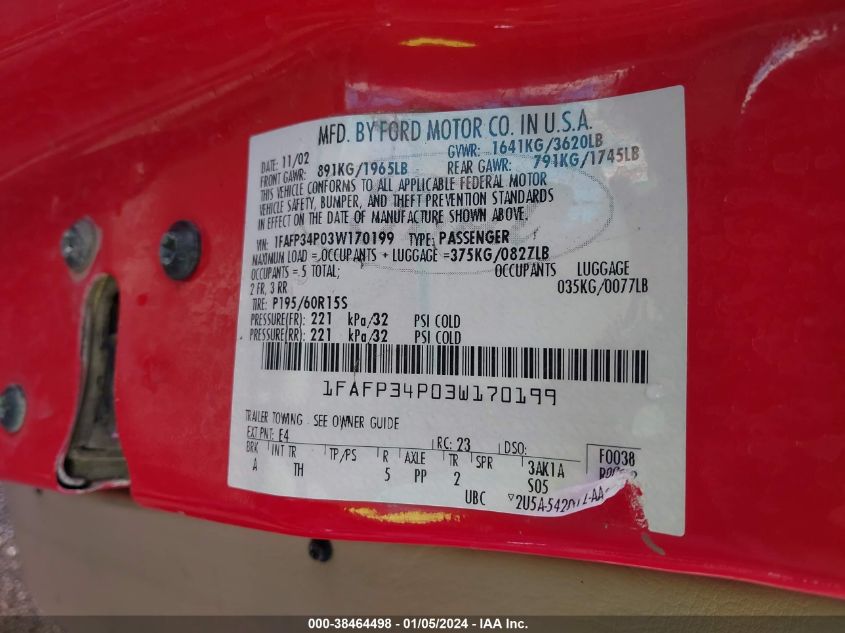 MFD. BY FORD MOTOR CO. IN U.S.A.
DATE: 11/02 GVWR: 1641KG/3620LB
FRONT GAWR: 891KG/1965LB REAR GAWR: 791KG/1745LB
THIS VEHICLE CONFORMS TO ALL APPLICABLE FEDERAL MOTOR
VEHICLE SAFETY, BUMPER, AND THEFT PREVENTION STANDARDS
IN EFFECT ON THE DATE OF MANUFACTURE SHOWN ABOVE.
VIN: 1FAFP34P03W170199 TYPE: PASSENGER
MAXIMUM LOAD = OCCUPANTS + LUGGAGE =375KG/0827LB
OCCUPANTS = 5 TOTAL; OCCUPANTS LUGGAGE
2 FR, 3 RR 035KG/0077LB
TIRE: P195/60R15S
PRESSURE(FR): 221 kPa/32 PSI COLD
PRESSURE(RR): 221 kPa/32 PSI COLD
1FAFP34P03W170199
TRAILER TOWING - SEE OWNER GUIDE
EXT PNT: E4 RC: 23 DSO: F0038
BRK INT TR TP/PS R AXLE TR SPR 3AK1A
A TH 5 PP 2 S05
UBC
000-38464498 - 01/05/2024 - IAA Inc.